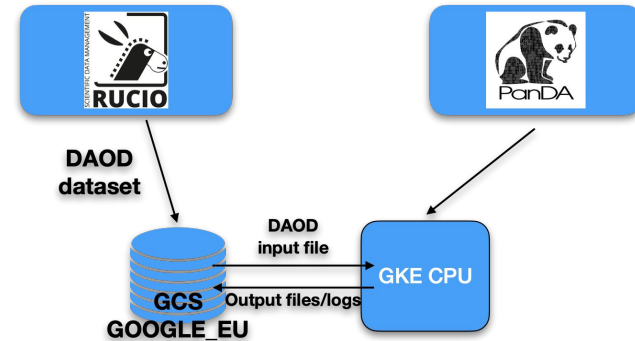 SCIENTIFIC DATA MANAGEMENT
RUCIO
PanDA
DAOD
dataset
DAOD
input file
GKE CPU
Output files/logs
GCS
GOOGLE_EU